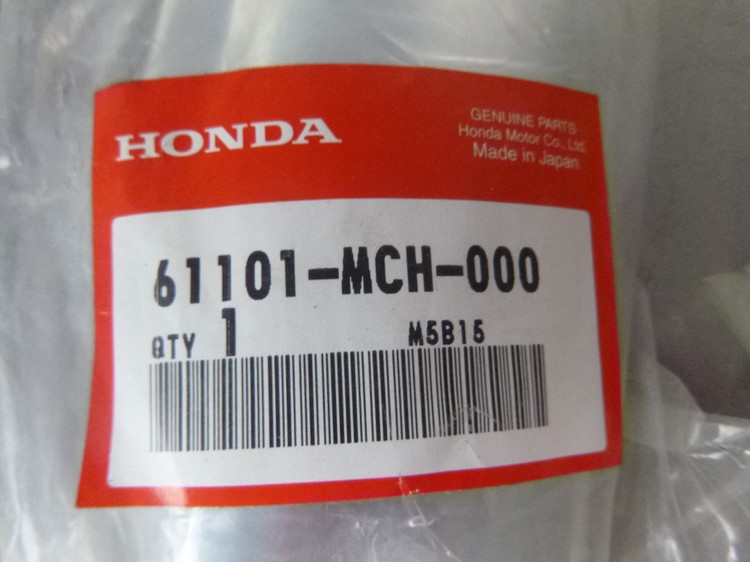 HONDA
GENUINE PARTS
Honda Motor Co., Ltd.
Made in Japan
61101-MCH-000
QTY 1 M5B15